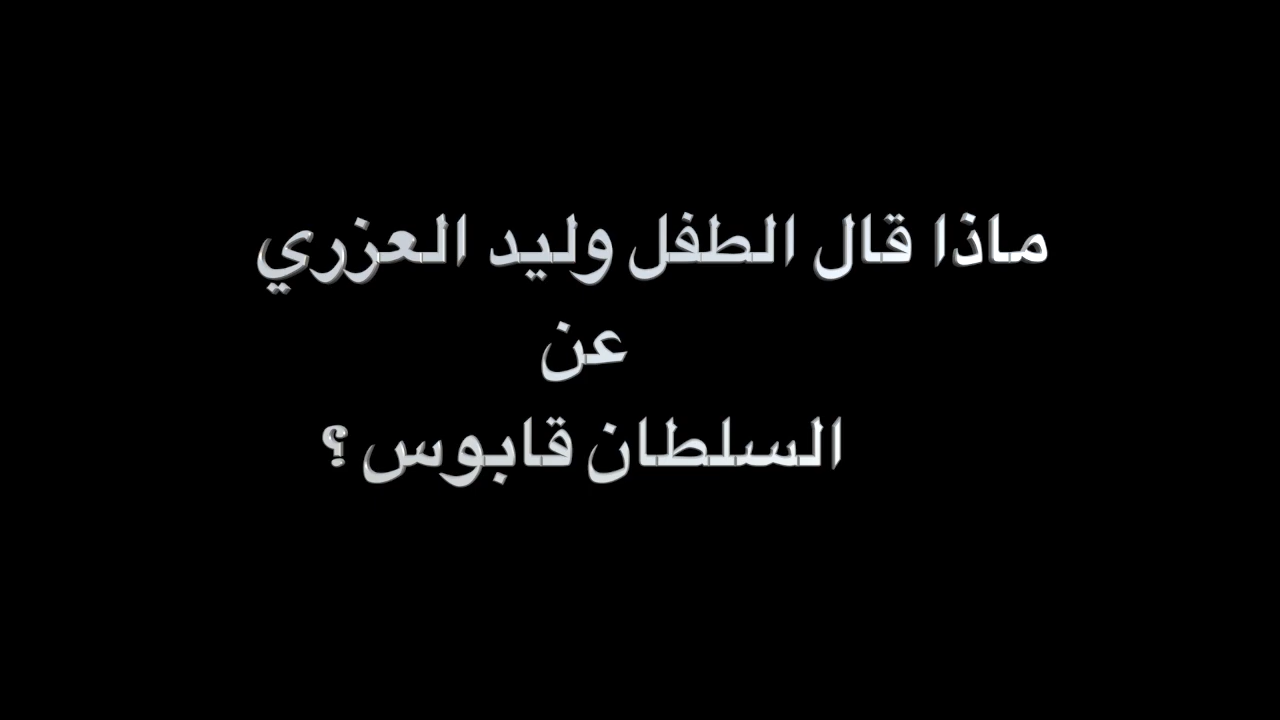 ماذا قال الطفل وليد العزري
عن
السلطان قابوس ؟